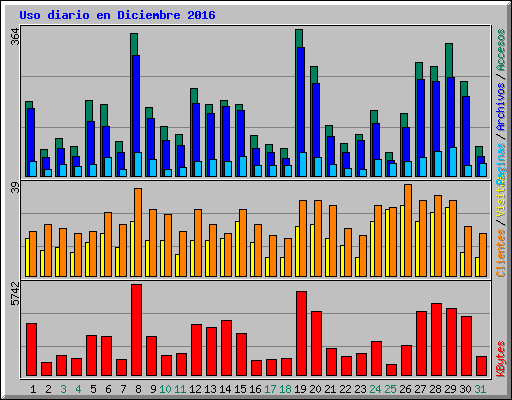 Uso diario en Diciembre 2016
364
39
5742
Accesos / Archivos / Paginas
Clientes / Visitas
KBytes
1 2 3 4 5 6 7 8 9 10 11 12 13 14 15 16 17 18 19 20 21 22 23 24 25 26 27 28 29 30 31